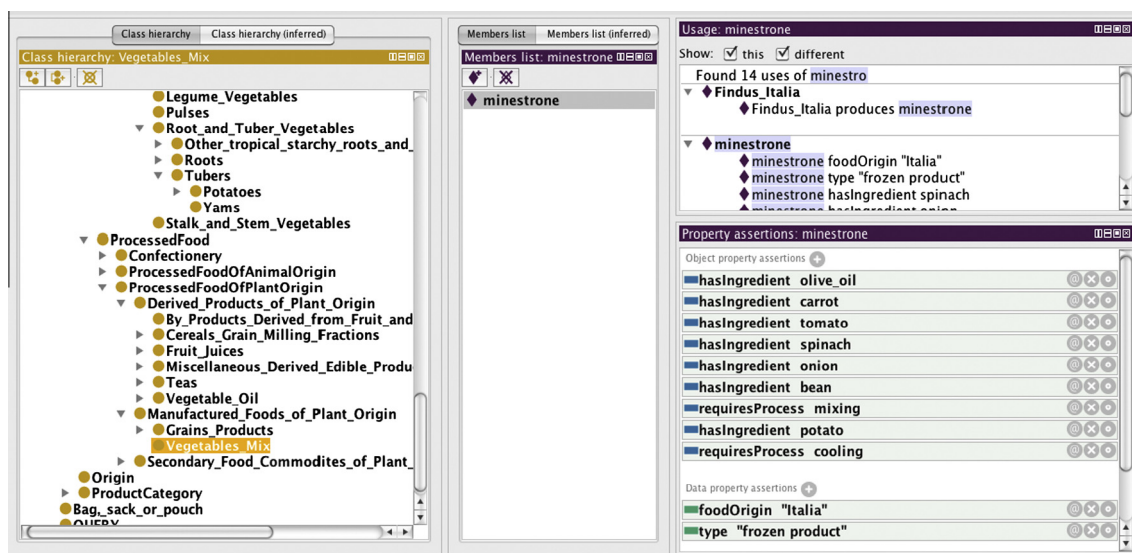 Class hierarchy
Class hierarchy (inferred)
Class hierarchy: Vegetables_Mix
Legume_Vegetables
Pulses
Root_and_Tuber_Vegetables
Other_tropical_starchy_roots_and_
Roots
Tubers
Potatoes
Yams
Stalk_and_Stem_Vegetables
ProcessedFood
Confectionery
ProcessedFoodOfAnimalOrigin
ProcessedFoodOfPlantOrigin
Derived_Products_of_Plant_Origin
By_Products_Derived_from_Fruit_and
Cereals_Grain_Milling_Fractions
Fruit_Juices
Miscellaneous_Derived_Edible_Produ
Teas
Vegetable_Oil
Manufactured_Foods_of_Plant_Origin
Grains_Products
Vegetables_Mix
Secondary_Food_Commodites_of_Plant_
Origin
ProductCategory
Bag,_sack_or_pouch
QUERY
Members list
Members list (inferred)
Members list: minestrone
minestrone
Usage: minestrone
Show: this different
Found 14 uses of minestro
Findus_Italia
Findus_Italia produces minestrone
minestrone
minestrone foodOrigin "Italia"
minestrone type "frozen product"
minestrone hasIngredient spinach
minestrone hasIngredient onion
Property assertions: minestrone
Object property assertions
hasIngredient olive_oil
hasIngredient carrot
hasIngredient tomato
hasIngredient spinach
hasIngredient onion
hasIngredient bean
requiresProcess mixing
hasIngredient potato
requiresProcess cooling
Data property assertions
foodOrigin "Italia"
type "frozen product"